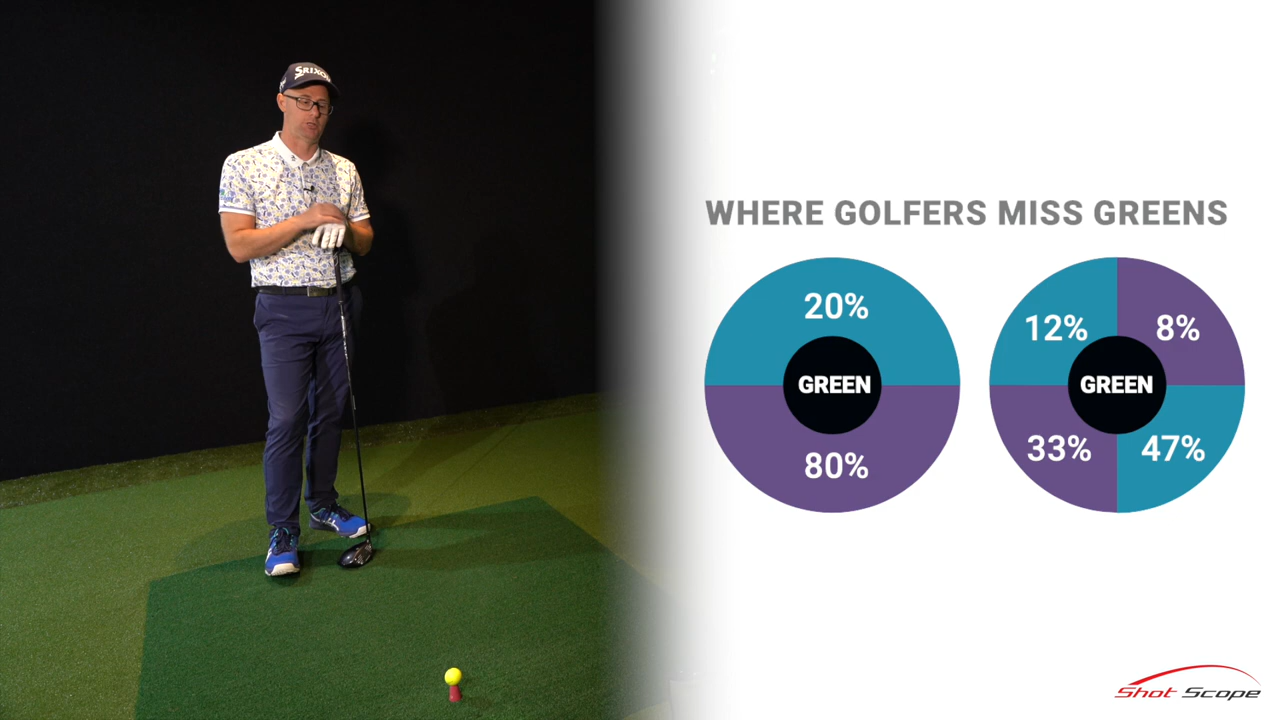 SRIXON
WHERE GOLFERS MISS GREENS
20%
GREEN
80%
12%
8%
GREEN
33%
47%
Shot Scope